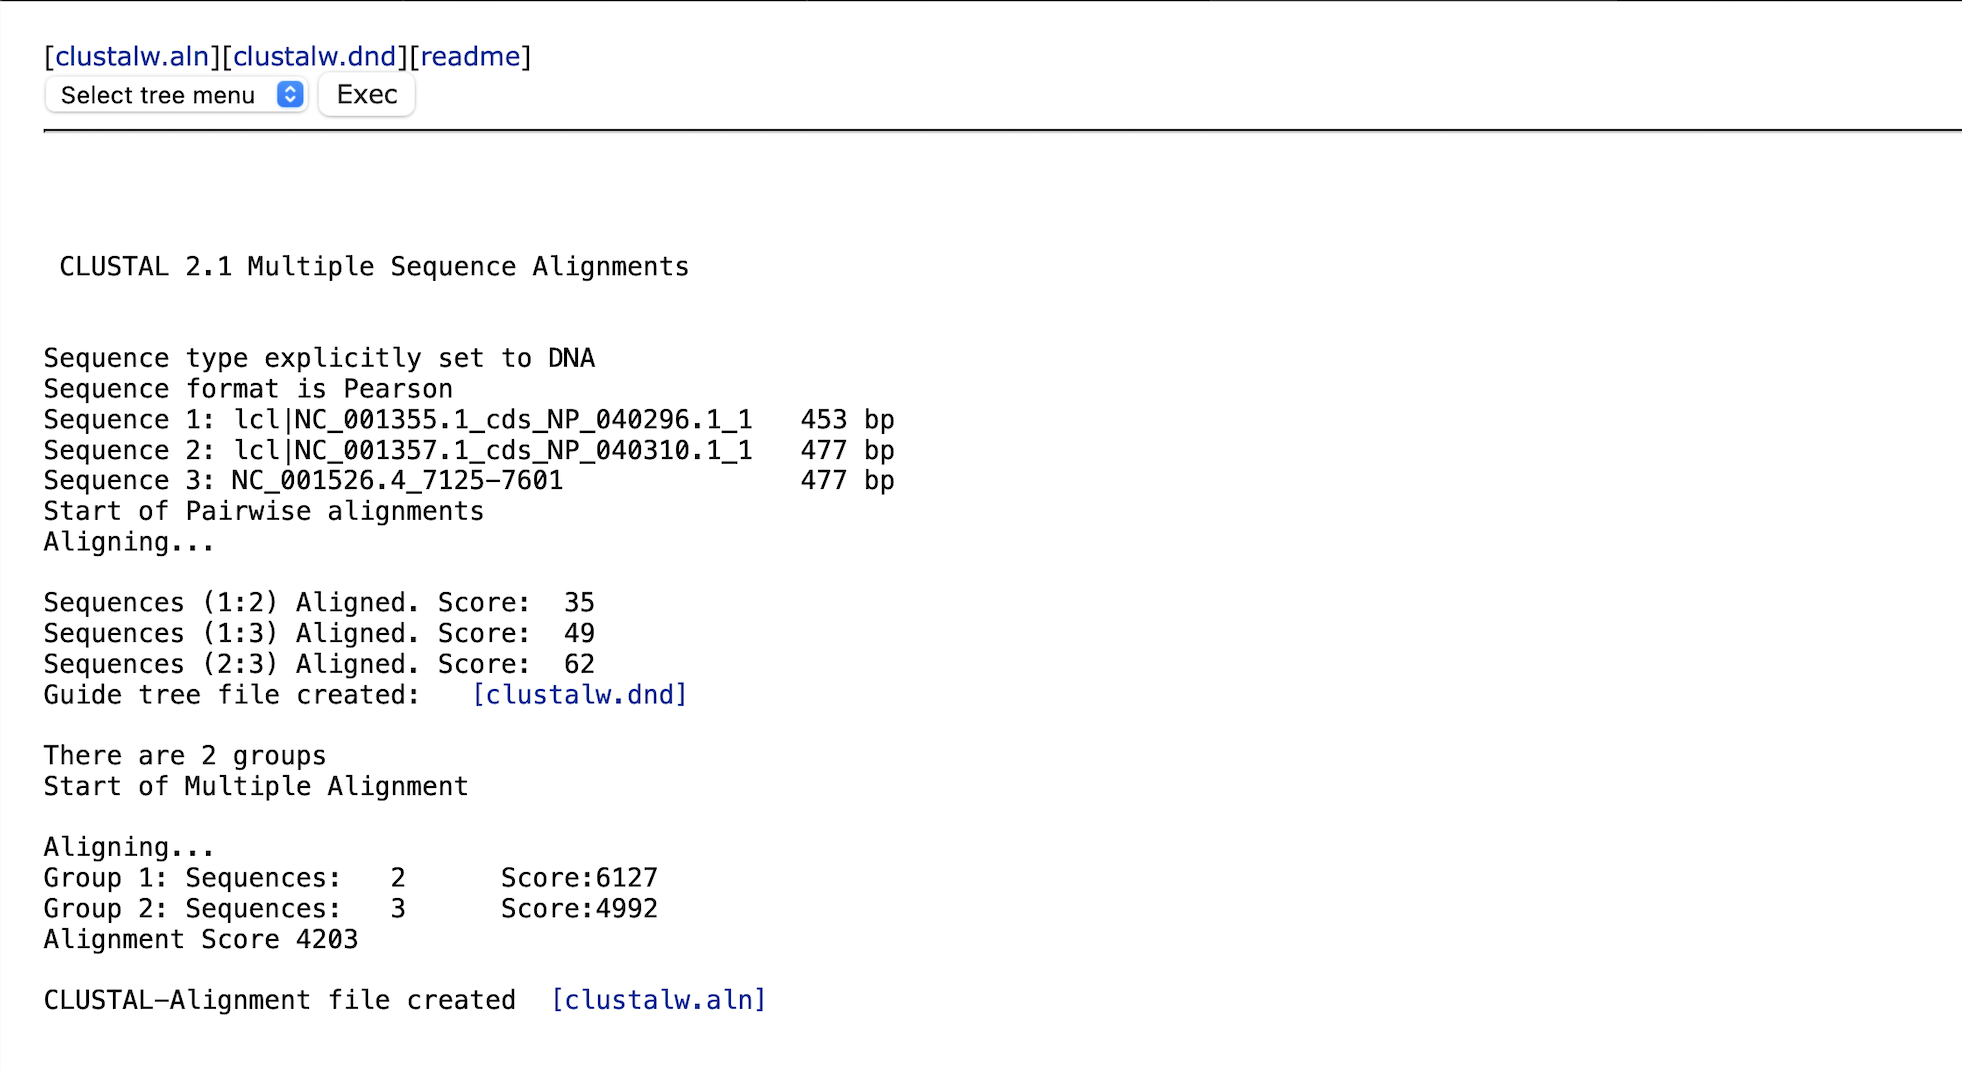 [clustalw.aln][clustalw.dnd][readme]
Select tree menu Exec
CLUSTAL 2.1 Multiple Sequence Alignments
Sequence type explicitly set to DNA
Sequence format is Pearson
Sequence 1: lcl|NC_001355.1_cds_NP_040296.1_1   453 bp
Sequence 2: lcl|NC_001357.1_cds_NP_040310.1_1   477 bp
Sequence 3: NC_001526.4_7125-7601               477 bp
Start of Pairwise alignments
Aligning...
Sequences (1:2) Aligned. Score:  35
Sequences (1:3) Aligned. Score:  49
Sequences (2:3) Aligned. Score:  62
Guide tree file created:   [clustalw.dnd]
There are 2 groups
Start of Multiple Alignment
Aligning...
Group 1: Sequences:   2      Score:6127
Group 2: Sequences:   3      Score:4992
Alignment Score 4203
CLUSTAL-Alignment file created  [clustalw.aln]